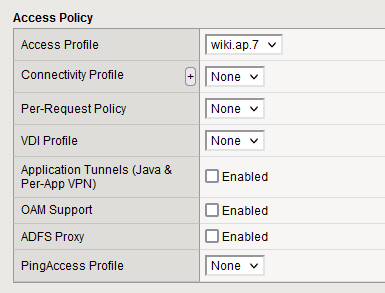 Access Policy
Access Profile wiki.ap.7
Connectivity Profile + None
Per-Request Policy None
VDI Profile None
Application Tunnels (Java &
Per-App VPN) Enabled
OAM Support Enabled
ADFS Proxy Enabled
PingAccess Profile None